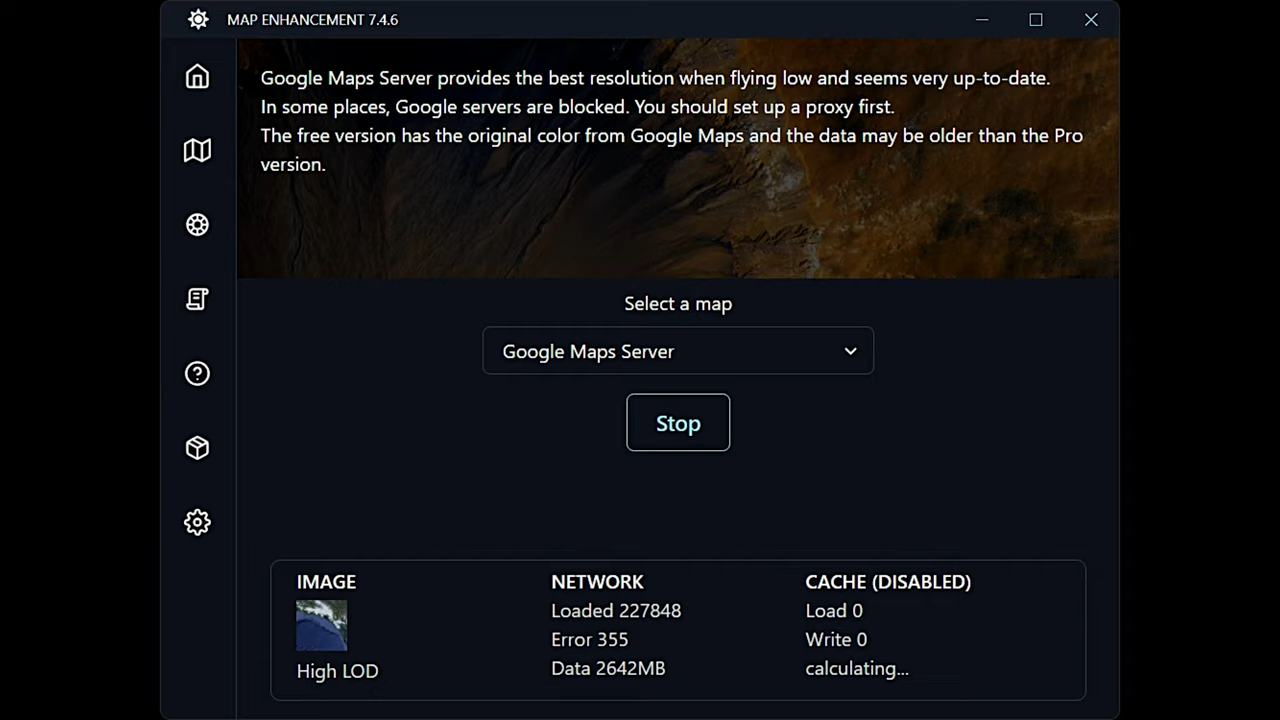 MAP ENHANCEMENT 7.4.6
Google Maps Server provides the best resolution when flying low and seems very up-to-date.
In some places, Google servers are blocked. You should set up a proxy first.
The free version has the original color from Google Maps and the data may be older than the Pro
version.
Select a map
Google Maps Server
Stop
IMAGE
High LOD
NETWORK
Loaded 227848
Error 355
Data 2642MB
CACHE (DISABLED)
Load 0
Write 0
calculating...